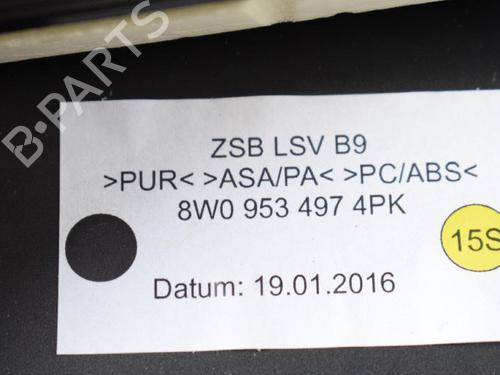 B-PARTS
ZSB LSV B9
>PUR< >ASA/PA< >PC/ABS<
8W0 953 497 4PK
15S
Datum: 19.01.2016